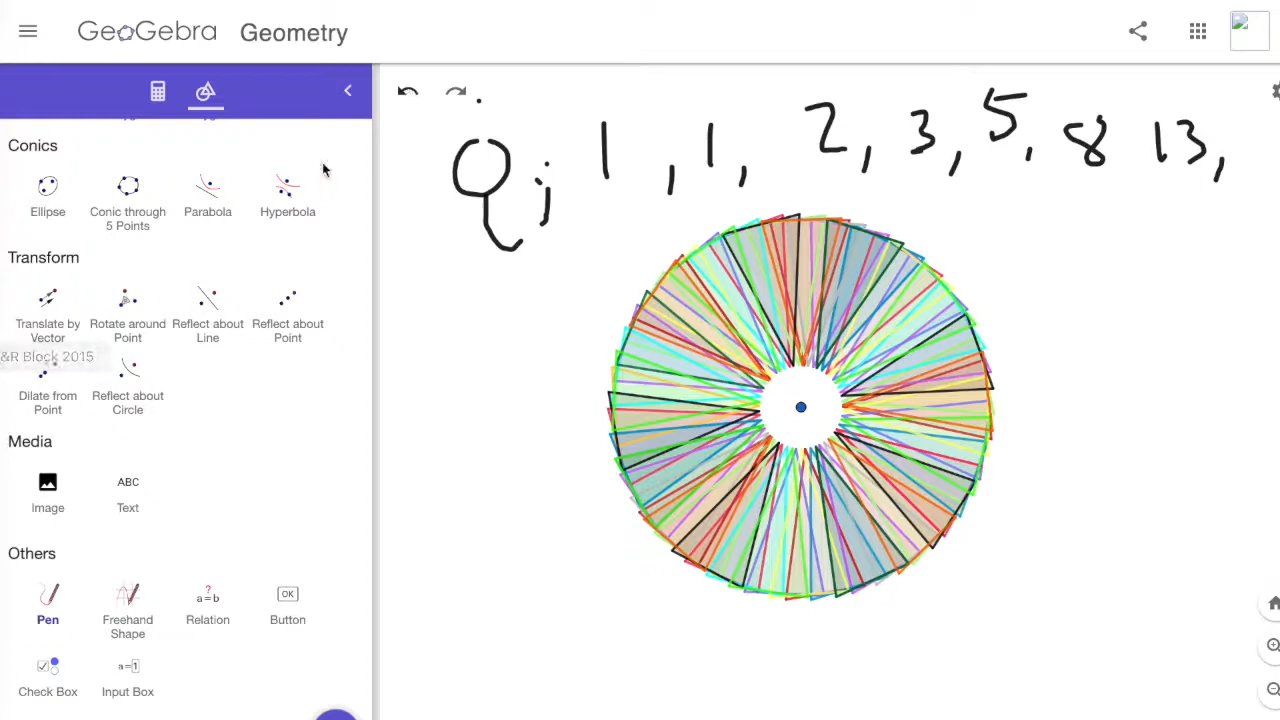 GeoGebra Geometry
Q; 1, 1, 2, 3, 5, 8 13,
Conics
Ellipse
Conic through 5 Points
Parabola
Hyperbola
Transform
Translate by Vector
Rotate around Point
Reflect about Line
Reflect about Point
&R Block 2015
Dilate from Point
Reflect about Circle
Media
Image
ABC
Text
Others
Pen
Freehand Shape
?
a=b
Relation
OK
Button
Check Box
a=1
Input Box